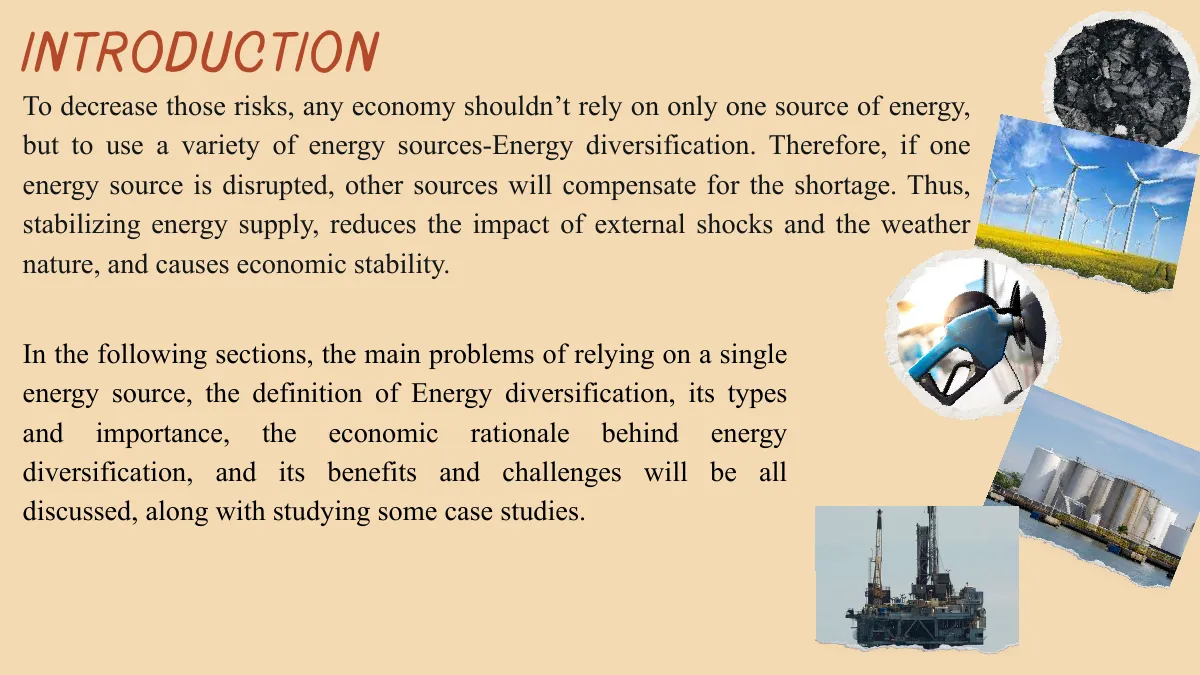 INTRODUCTION
To decrease those risks, any economy shouldn’t rely on only one source of energy,
but to use a variety of energy sources-Energy diversification. Therefore, if one
energy source is disrupted, other sources will compensate for the shortage. Thus,
stabilizing energy supply, reduces the impact of external shocks and the weather
nature, and causes economic stability.
In the following sections, the main problems of relying on a single
energy source, the definition of Energy diversification, its types
and importance, the economic rationale behind energy
diversification, and its benefits and challenges will be all
discussed, along with studying some case studies.